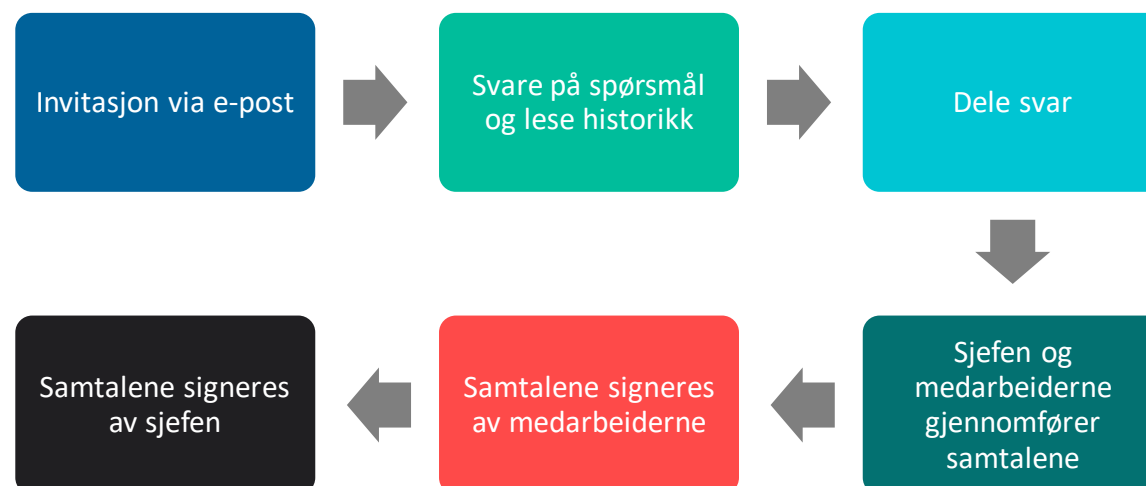 Invitasjon via e-post
Svare på spørsmål
og lese historikk
Dele svar
Sjefen og
medarbeiderne
gjennomfører
samtalene
Samtalene signeres
av medarbeiderne
Samtalene signeres
av sjefen